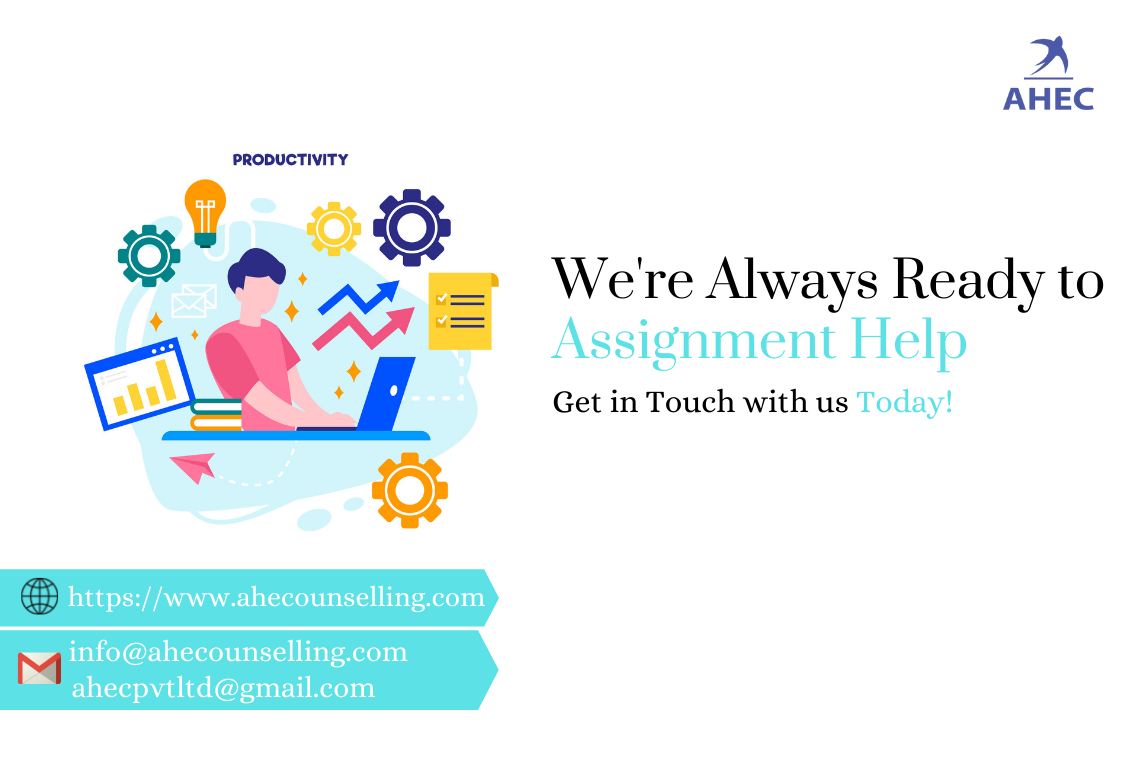 AHEC
PRODUCTIVITY
We're Always Ready to
Assignment Help
Get in Touch with us Today!
https://www.ahecounselling.com
info@ahecounselling.com
ahecpvtltd@gmail.com